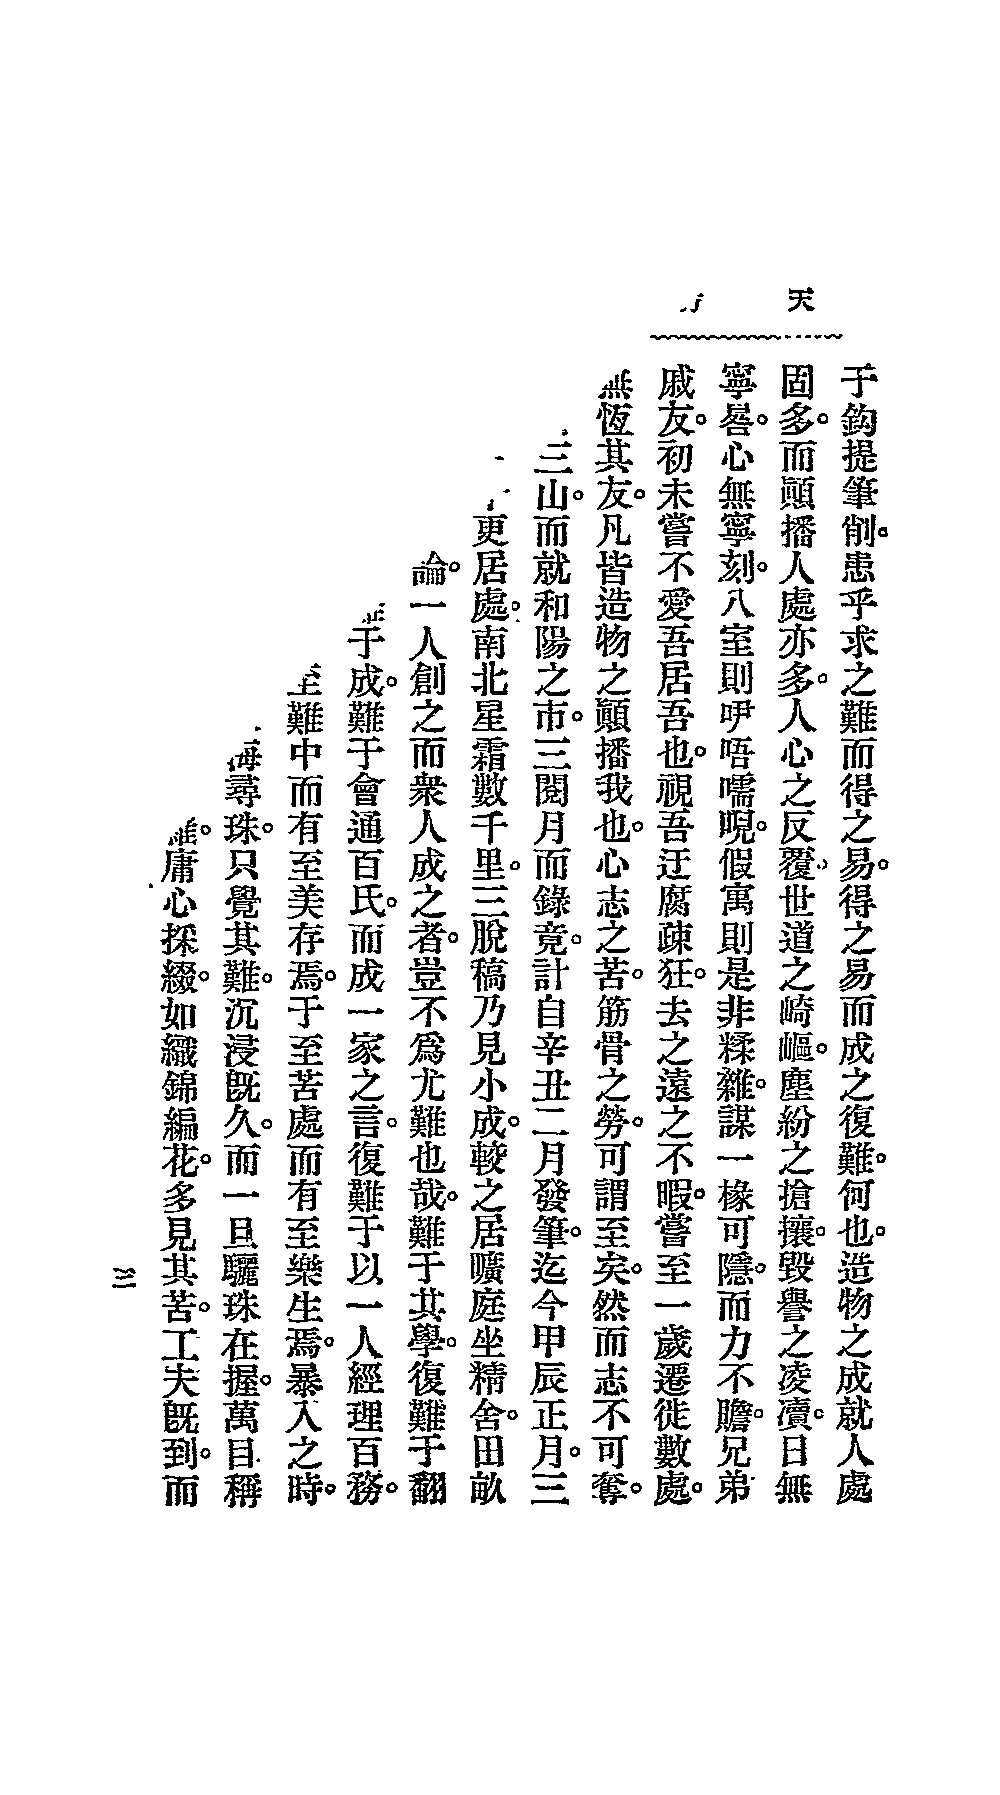 天 方
于鈎提筆削。患乎求之難而得之易。得之易而成之復難。何也。造物之成就人處
固多。而顚播人處亦多。人心之反覆。世道之崎嶇。塵紛之搶攘。毀譽之凌瀆。日無
寧晷。心無寧刻。入室則吚唔嚅唲。假寓則是非糅雜。謀一椽可隱。而力不贍。兄弟
戚友。初未嘗不愛吾居吾也。視吾迂腐疎狂。去之遠之不暇。嘗至一歲遷徙數處。
無恆其友。凡皆造物之顚播我也。心志之苦。筋骨之勞。可謂至矣。然而志不可奪。
三山。而就和陽之市。三閱月而錄竟。計自辛丑二月發筆。迄今甲辰正月。三
更居處。南北星霜數千里。三脫稿乃見小成。較之居曠庭坐精舍。田畝
論。一人創之而衆人成之者。豈不爲尤難也哉。難于其學。復難于翻
于成。難于會通百氏。而成一家之言。復難于以一人經理百務。
至難中而有至美存焉。于至苦處而有至樂生焉。暴入之時。
海尋珠。只覺其難。沉浸旣久。而一旦驪珠在握。萬目稱
庸心採綴。如織錦編花。多見其苦。工夫旣到。而
三